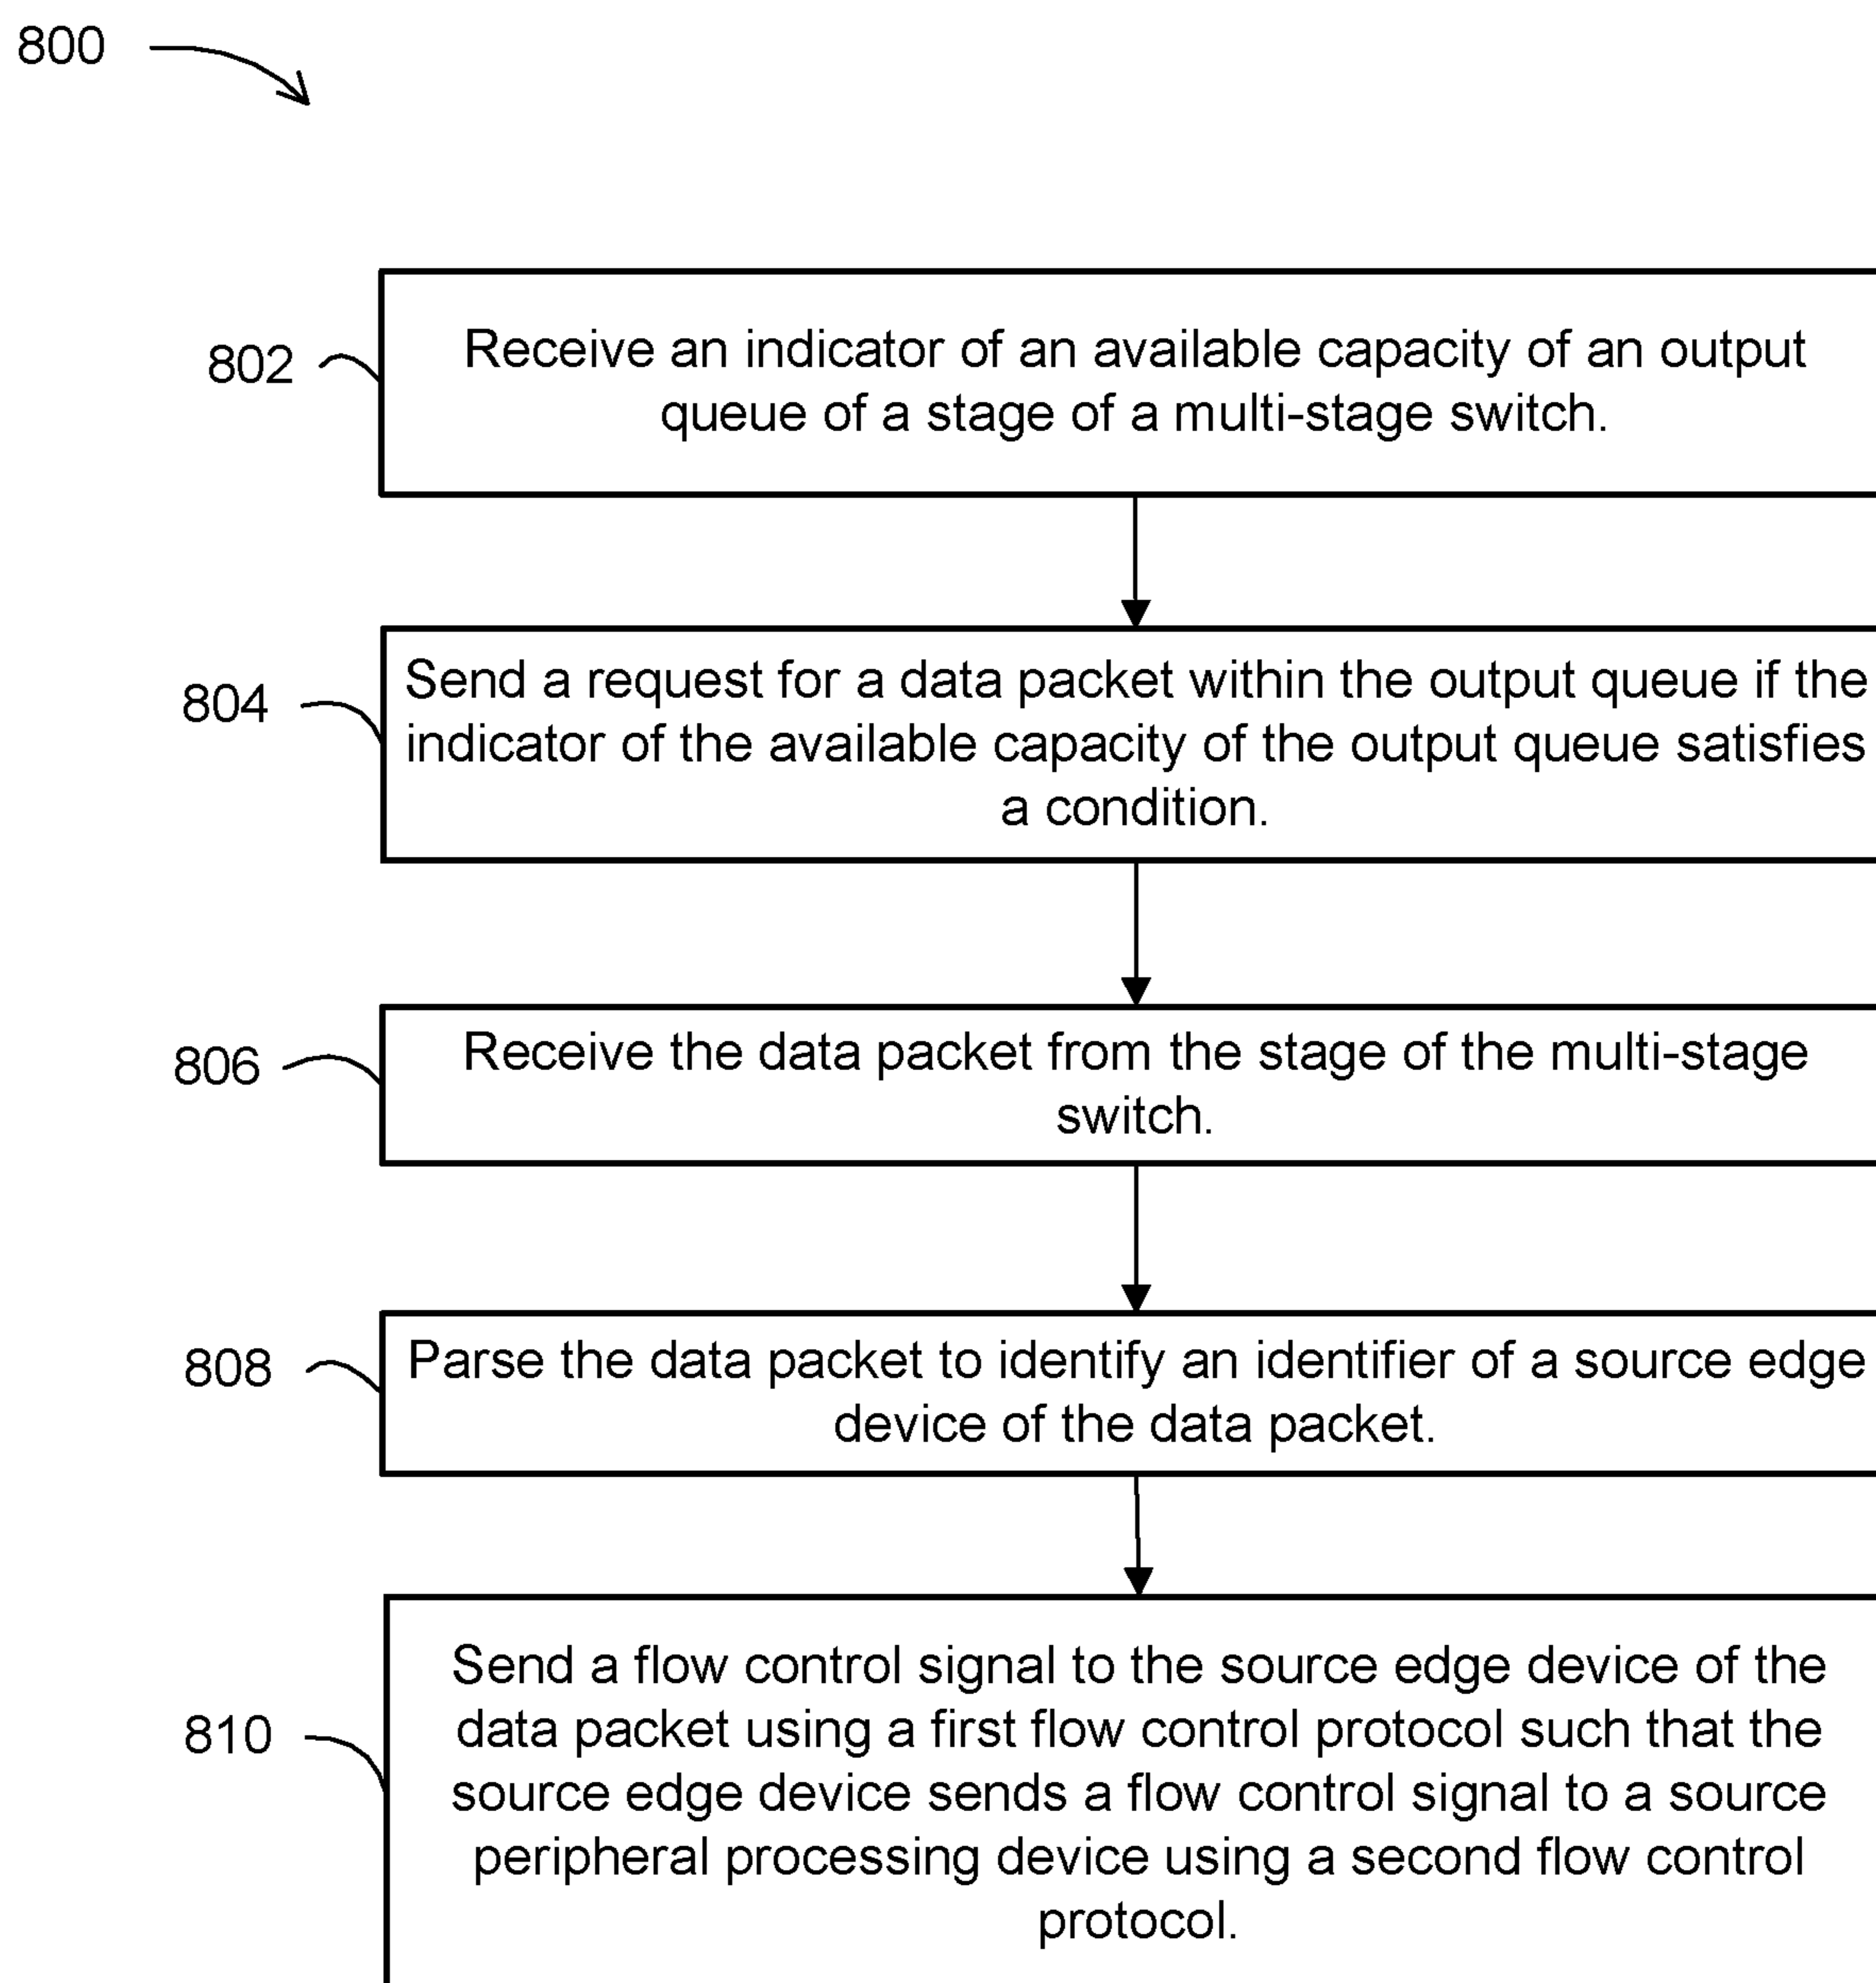 800
802
Receive an indicator of an available capacity of an output
queue of a stage of a multi-stage switch.
804
Send a request for a data packet within the output queue if the
indicator of the available capacity of the output queue satisfies
a condition.
806
Receive the data packet from the stage of the multi-stage
switch.
808
Parse the data packet to identify an identifier of a source edge
device of the data packet.
810
Send a flow control signal to the source edge device of the
data packet using a first flow control protocol such that the
source edge device sends a flow control signal to a source
peripheral processing device using a second flow control
protocol.